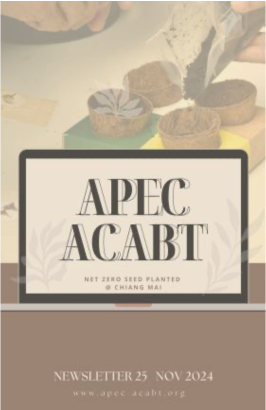 APEC
ACABT
NET ZERO SEED PLANTED
@ CHIANG MAI
NEWSLETTER 25 NOV 2024
www.apec-acabt.org